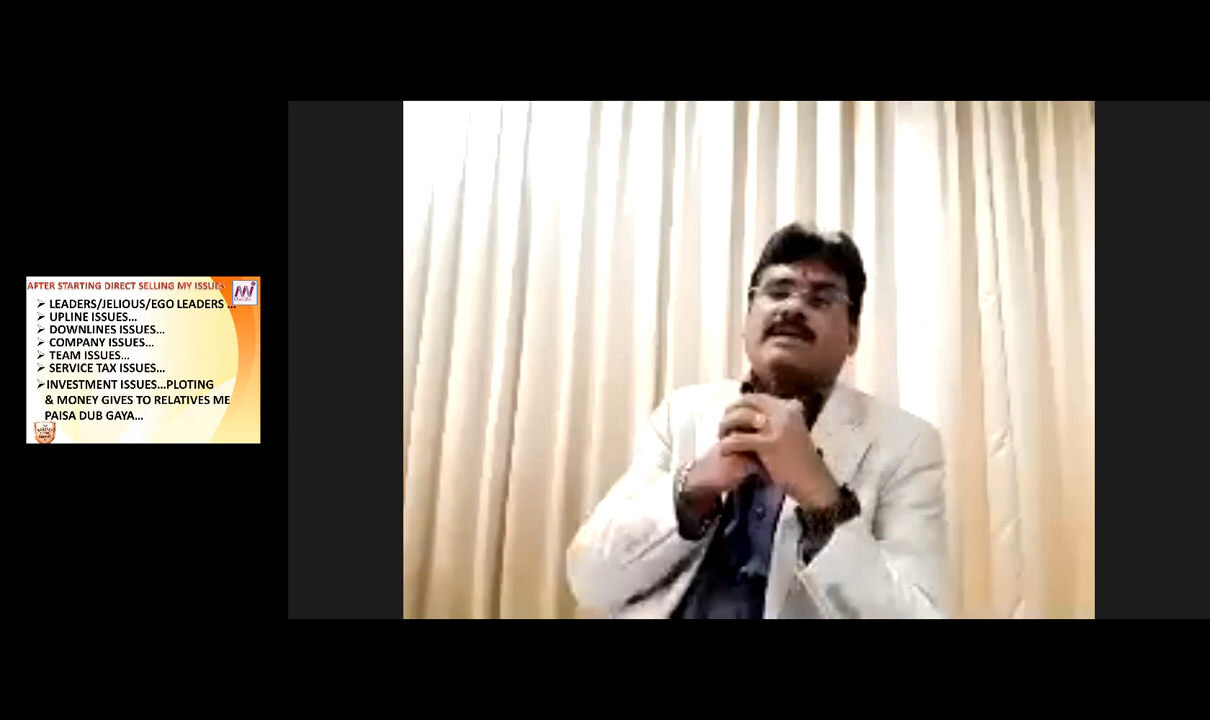 AFTER STARTING DIRECT SELLING MY ISSUES
➢ LEADERS/JELIOUS/EGO LEADERS ...
➢ UPLINE ISSUES...
➢ DOWNLINES ISSUES...
➢ COMPANY ISSUES...
➢ TEAM ISSUES...
➢ SERVICE TAX ISSUES...
➢INVESTMENT ISSUES...PLOTING
& MONEY GIVES TO RELATIVES ME
PAISA DUB GAYA...